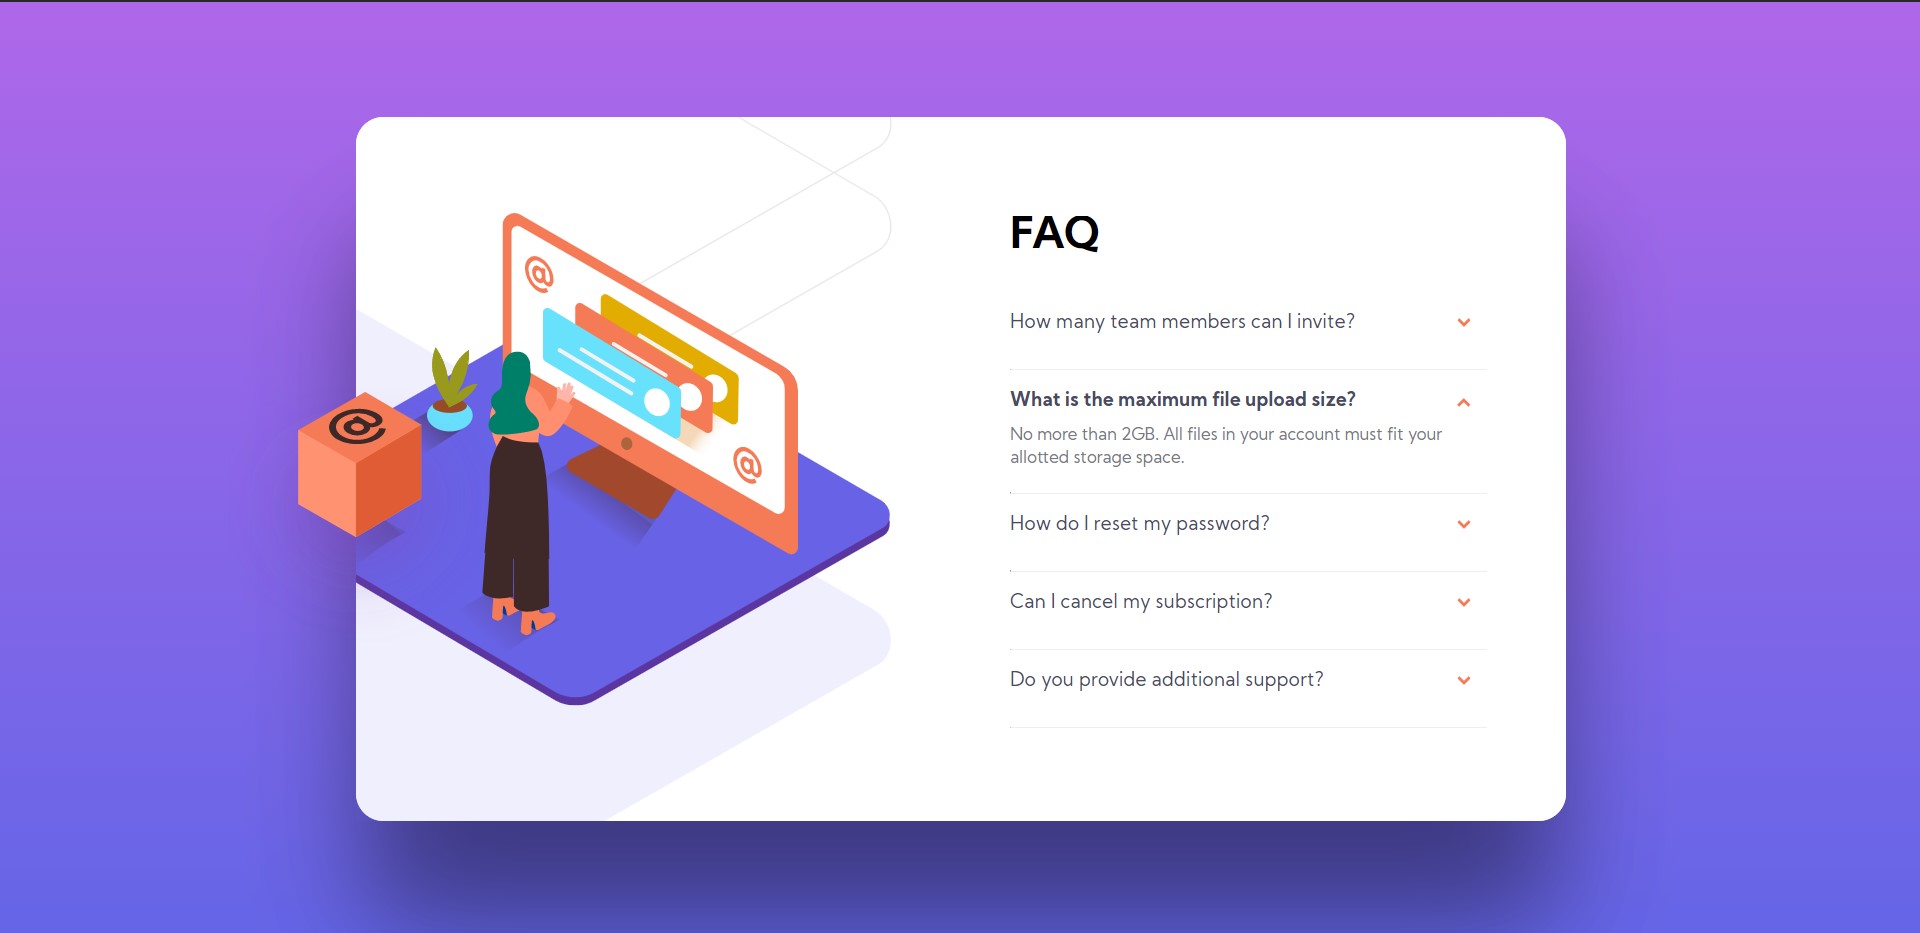 @
@
@
FAQ
How many team members can I invite?
What is the maximum file upload size?
No more than 2GB. All files in your account must fit your
allotted storage space.
How do I reset my password?
Can I cancel my subscription?
Do you provide additional support?